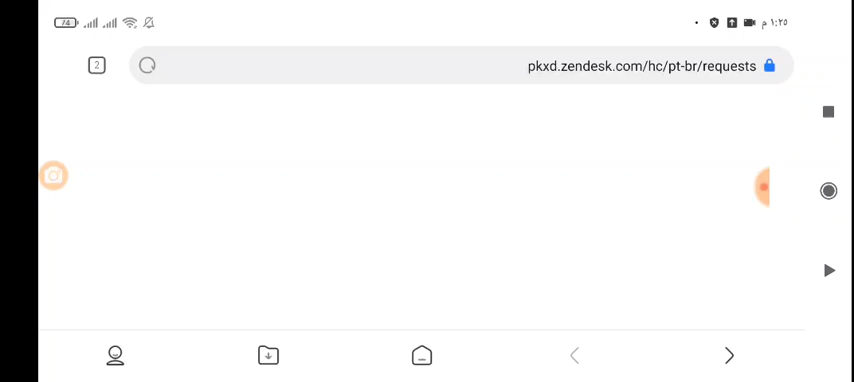 74
١:٢٥ م
2
pkxd.zendesk.com/hc/pt-br/requests